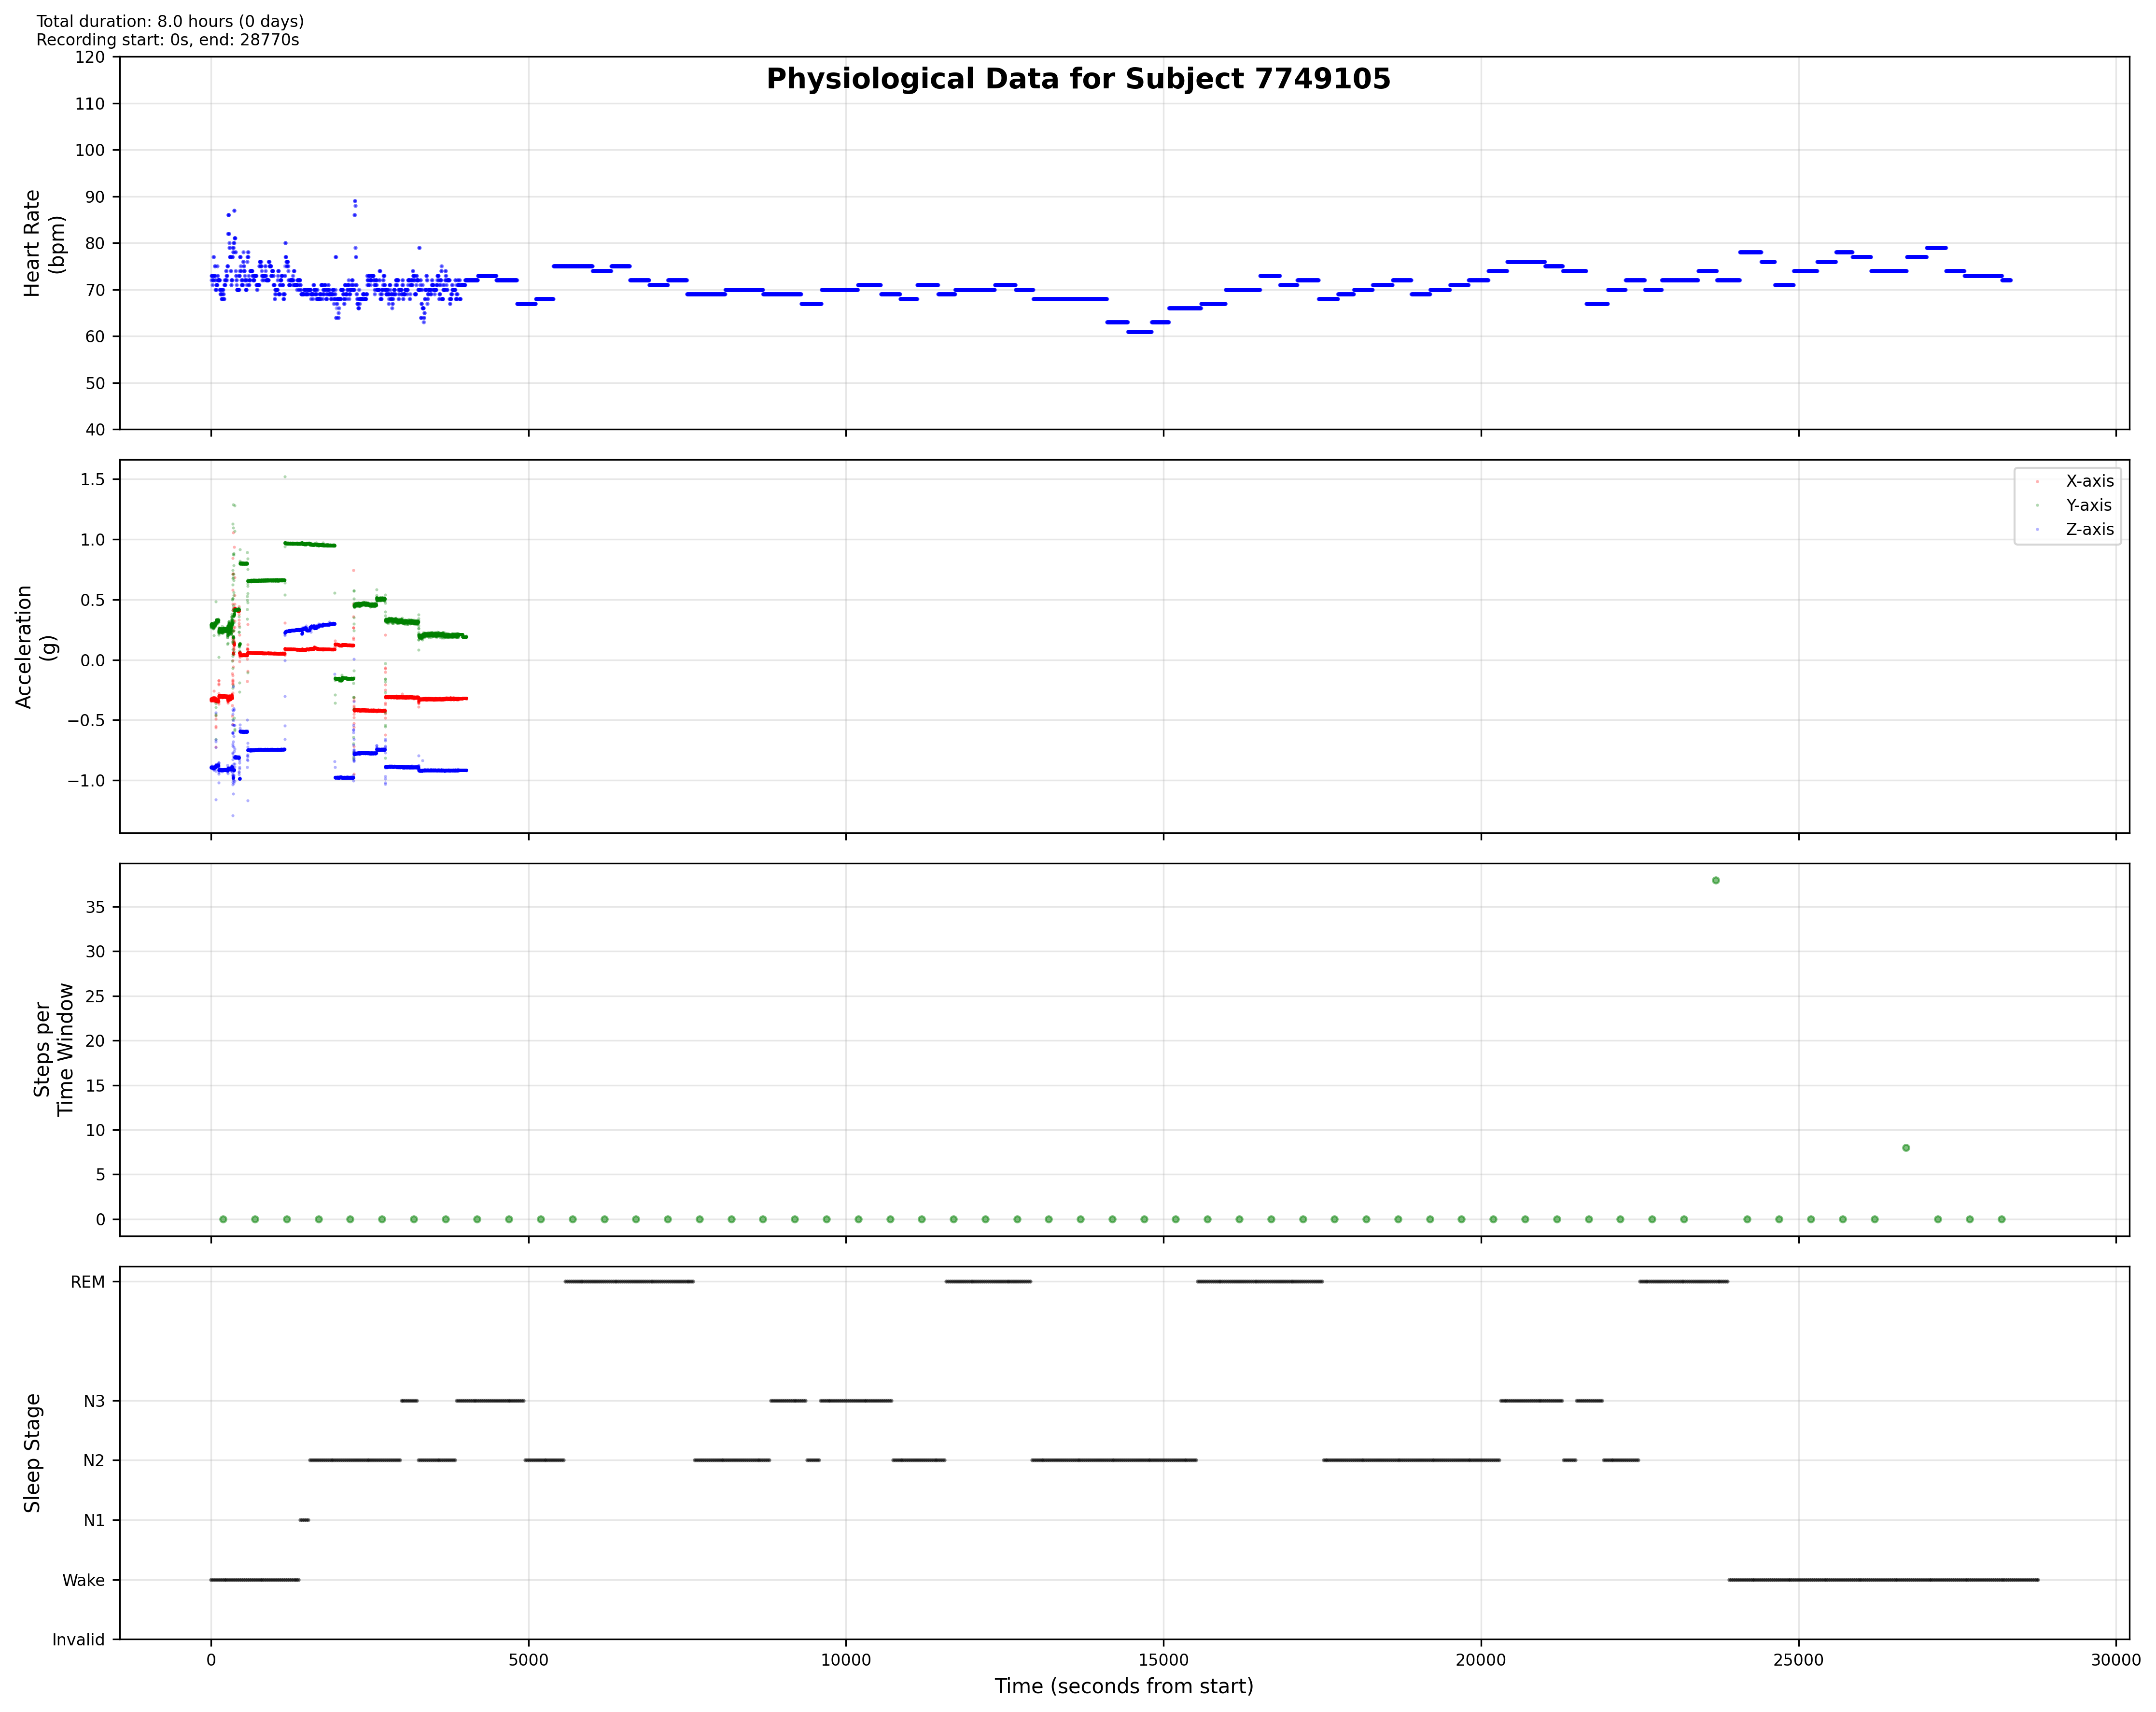 Total duration: 8.0 hours (0 days)
Recording start: 0s, end: 28770s
Physiological Data for Subject 7749105
120
110
100
90
80
70
60
50
40
Heart Rate
(bpm)
1.5
1.0
0.5
0.0
−0.5
−1.0
Acceleration
(g)
X-axis
Y-axis
Z-axis
35
30
25
20
15
10
5
0
Steps per
Time Window
REM
N3
N2
N1
Wake
Invalid
Sleep Stage
0 5000 10000 15000 20000 25000 30000
Time (seconds from start)